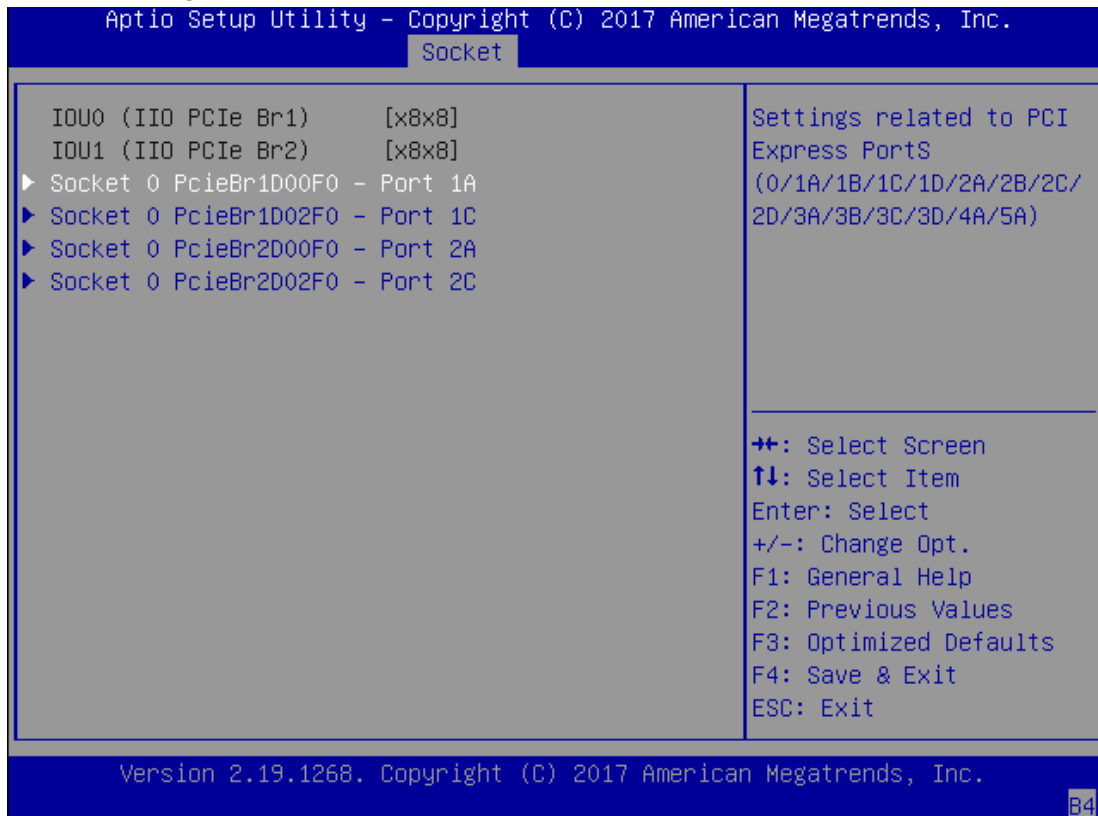 Aptio Setup Utility – Copyright (C) 2017 American Megatrends, Inc.
Socket
IOU0 (IIO PCIe Br1) [x8x8]
IOU1 (IIO PCIe Br2) [x8x8]
▶ Socket 0 PcieBr1D00F0 – Port 1A
▶ Socket 0 PcieBr1D02F0 – Port 1C
▶ Socket 0 PcieBr2D00F0 – Port 2A
▶ Socket 0 PcieBr2D02F0 – Port 2C
Settings related to PCI
Express PortS
(0/1A/1B/1C/1D/2A/2B/2C/
2D/3A/3B/3C/3D/4A/5A)
→←: Select Screen
↑↓: Select Item
Enter: Select
+/-: Change Opt.
F1: General Help
F2: Previous Values
F3: Optimized Defaults
F4: Save & Exit
ESC: Exit
Version 2.19.1268. Copyright (C) 2017 American Megatrends, Inc.
B4